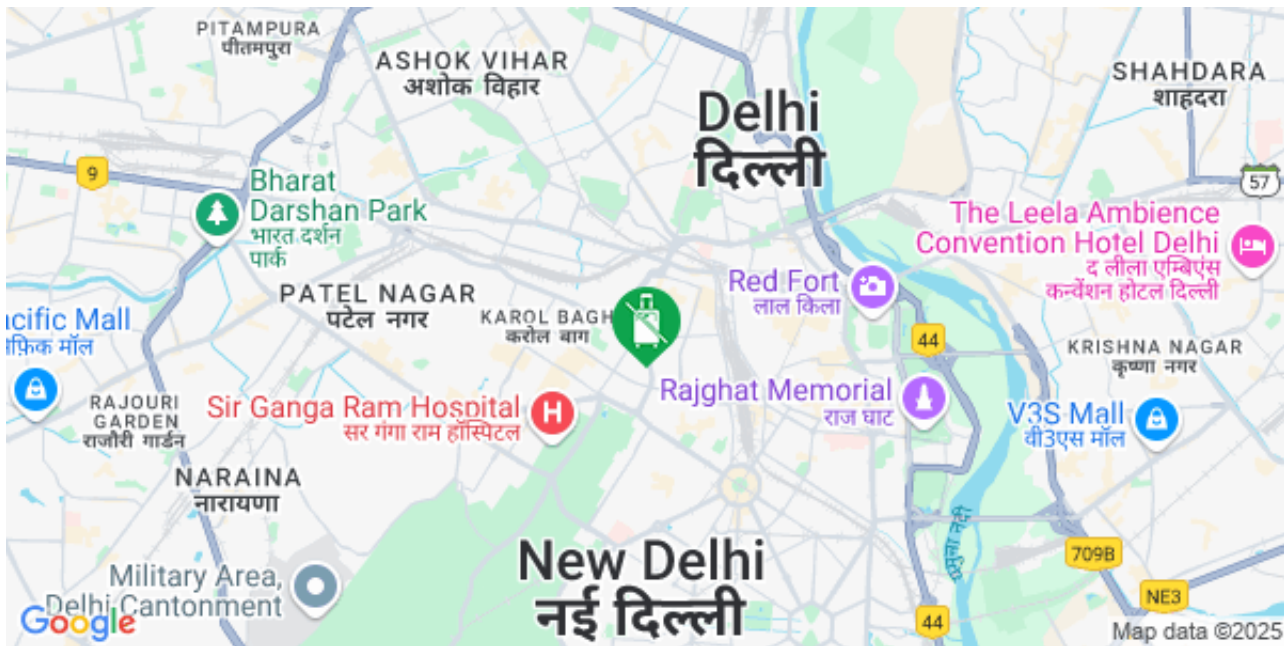 PITAMPURA
पीतमपुरा
ASHOK VIHAR
अशोक विहार
Delhi
दिल्ली
SHAHDARA
शाहदरा
9
57
Bharat
Darshan Park
भारत दर्शन
पार्क
The Leela Ambience
Convention Hotel Delhi
द लीला एम्बिएंस
कन्वेंशन होटल दिल्ली
Red Fort
लाल किला
PATEL NAGAR
पटेल नगर
KAROL BAGH
करोल बाग
acific Mall
फ़िक मॉल
44
KRISHNA NAGAR
कृष्णा नगर
RAJOURI
GARDEN
राजौरी गार्डन
Sir Ganga Ram Hospital
सर गंगा राम हॉस्पिटल
H
Rajghat Memorial
राज घाट
V3S Mall
वी3एस मॉल
NARAINA
नारायणा
यमुना नदी
New Delhi
नई दिल्ली
709B
Military Area,
Delhi Cantonment
NE3
44
Google
Map data ©2025